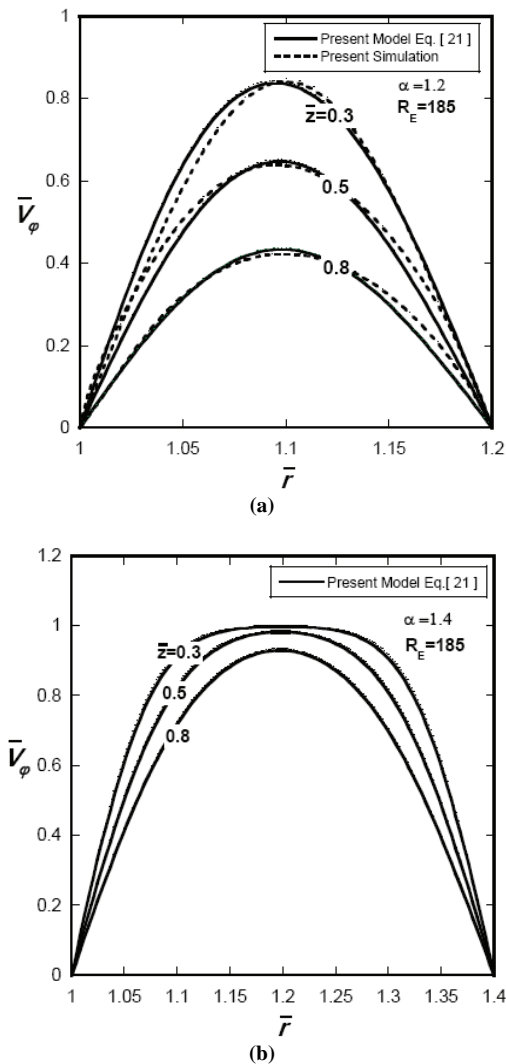 1
Present Model Eq. [ 21 ]
Present Simulation
0.8
α =1.2
R_E=185
z̄=0.3
0.6
0.5
V̄_φ
0.4
0.8
0.2
0
1 1.05 1.1 1.15 1.2
r̄
(a)
1.2
Present Model Eq.[ 21 ]
1
α =1.4
R_E=185
z̄=0.3
0.8
0.5
0.8
V̄_φ
0.6
0.4
0.2
0
1 1.05 1.1 1.15 1.2 1.25 1.3 1.35 1.4
r̄
(b)